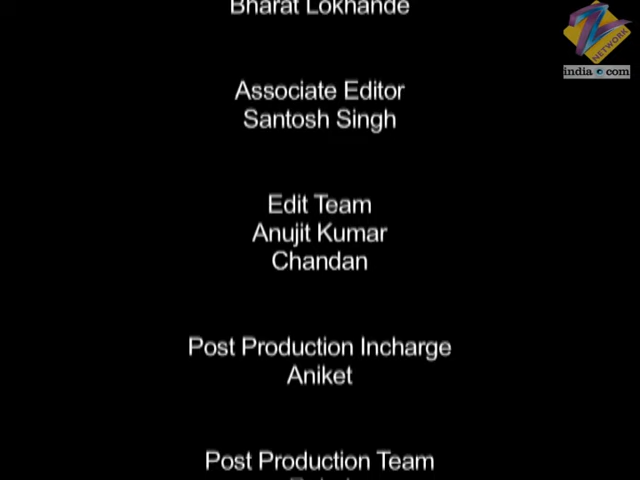 Bharat Lokhande
NETWORK
india.com
Associate Editor
Santosh Singh
Edit Team
Anujit Kumar
Chandan
Post Production Incharge
Aniket
Post Production Team